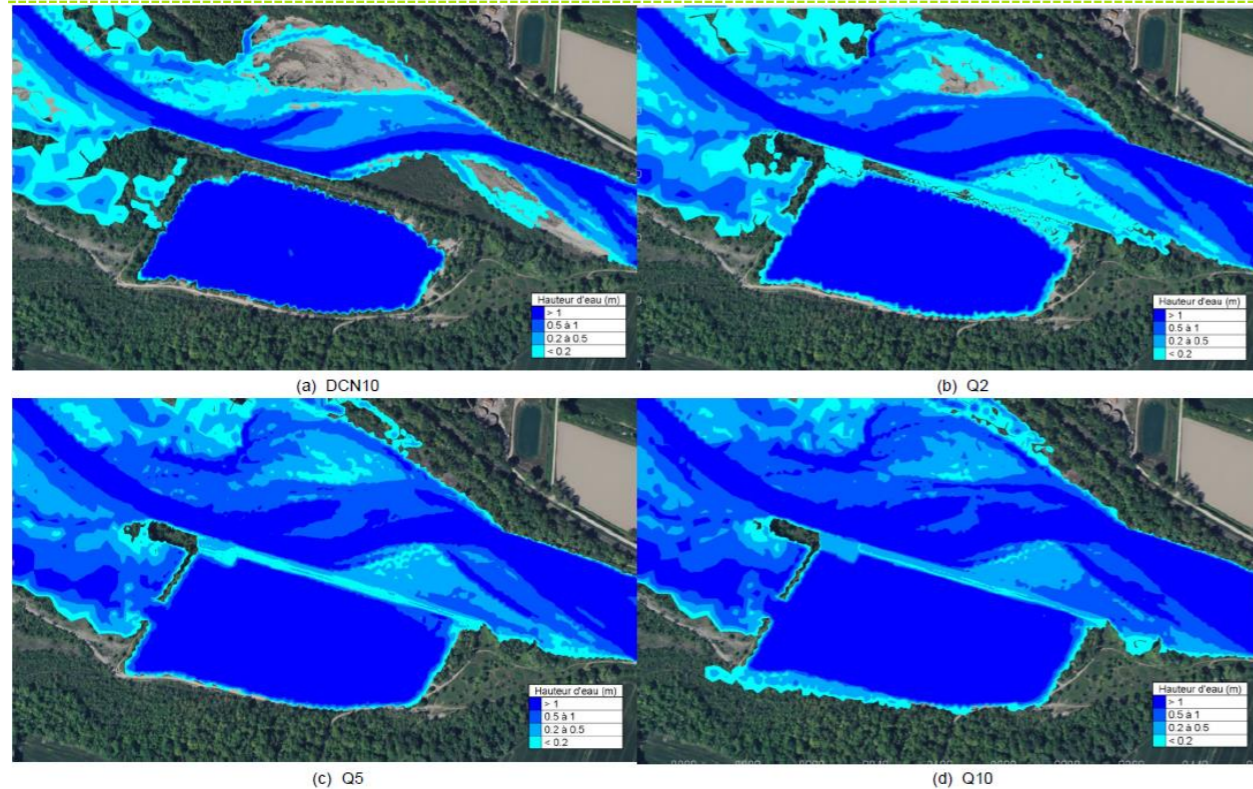 Hauteur d'eau (m)
> 1
0.5 à 1
0.2 à 0.5
< 0.2
(a) DCN10
Hauteur d'eau (m)
> 1
0.5 à 1
0.2 à 0.5
< 0.2
(b) Q2
Hauteur d'eau (m)
> 1
0.5 à 1
0.2 à 0.5
< 0.2
(c) Q5
Hauteur d'eau (m)
> 1
0.5 à 1
0.2 à 0.5
< 0.2
(d) Q10